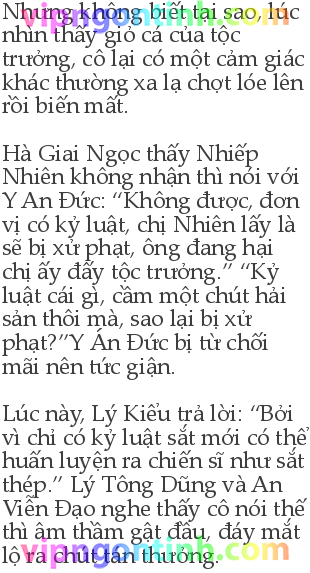 Nhưng không biết tại sao, lúc
nhìn thấy giỏ cá của tộc
trưởng, cô lại có một cảm giác
khác thường xa lạ chợt lóe lên
rồi biến mất.
Hà Giai Ngọc thấy Nhiếp
Nhiên không nhận thì nói với
Y An Đức: “Không được, đơn
vị có kỷ luật, chị Nhiên lấy là
sẽ bị xử phạt, ông đang hại
chị ấy đấy tộc trưởng.” “Kỷ
luật cái gì, cầm một chút hải
sản thôi mà, sao lại bị xử
phạt?”Y Án Đức bị từ chối
mãi nên tức giận.
Lúc này, Lý Kiểu trả lời: “Bởi
vì chỉ có kỷ luật sắt mới có thể
huấn luyện ra chiến sĩ như sắt
thép.” Lý Tông Dũng và An
Viễn Đạo nghe thấy cô nói thế
thì âm thầm gật đầu, đáy mắt
lộ ra chút tán thưởng.
vipngontinh.com
vipngontinh.com